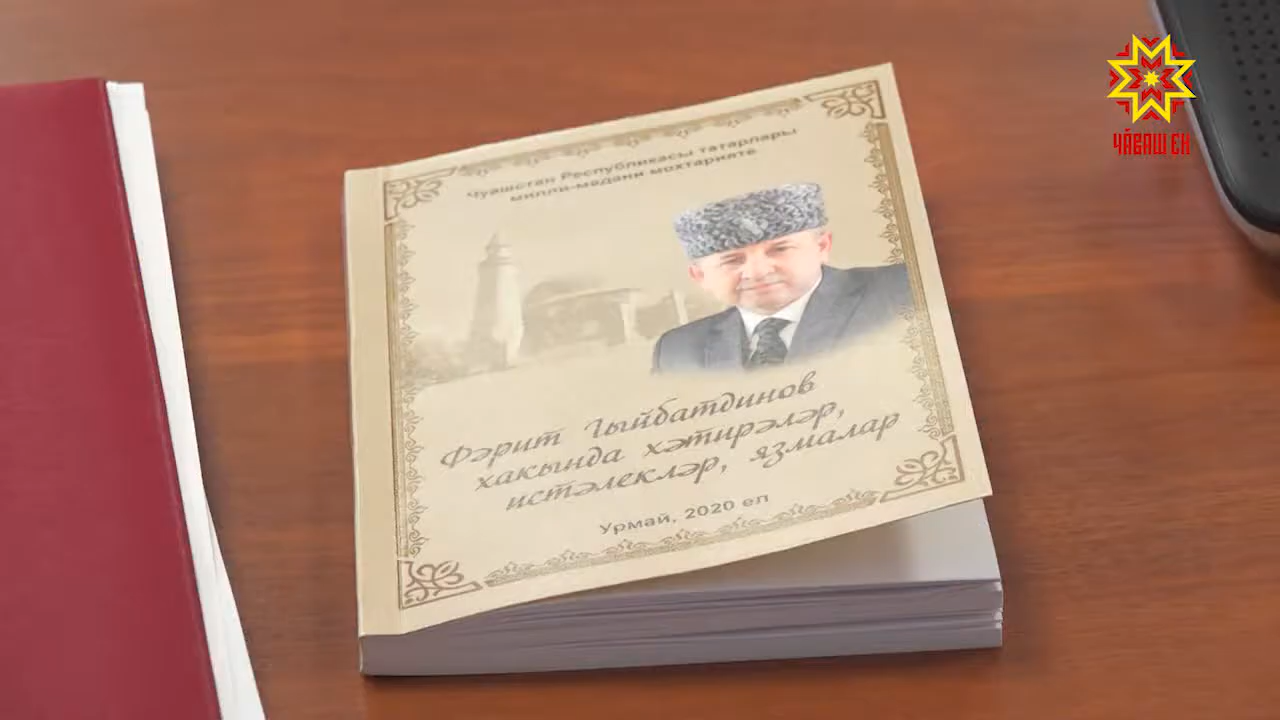 Чуашстан Республикасы татарлары
милли-мәдәни мохтарияте
Фәрит Гыйбатдинов
хакында хәтирәләр,
истәлекләр, язмалар
Урмай, 2020 ел
ЧӐВАШ ЕН